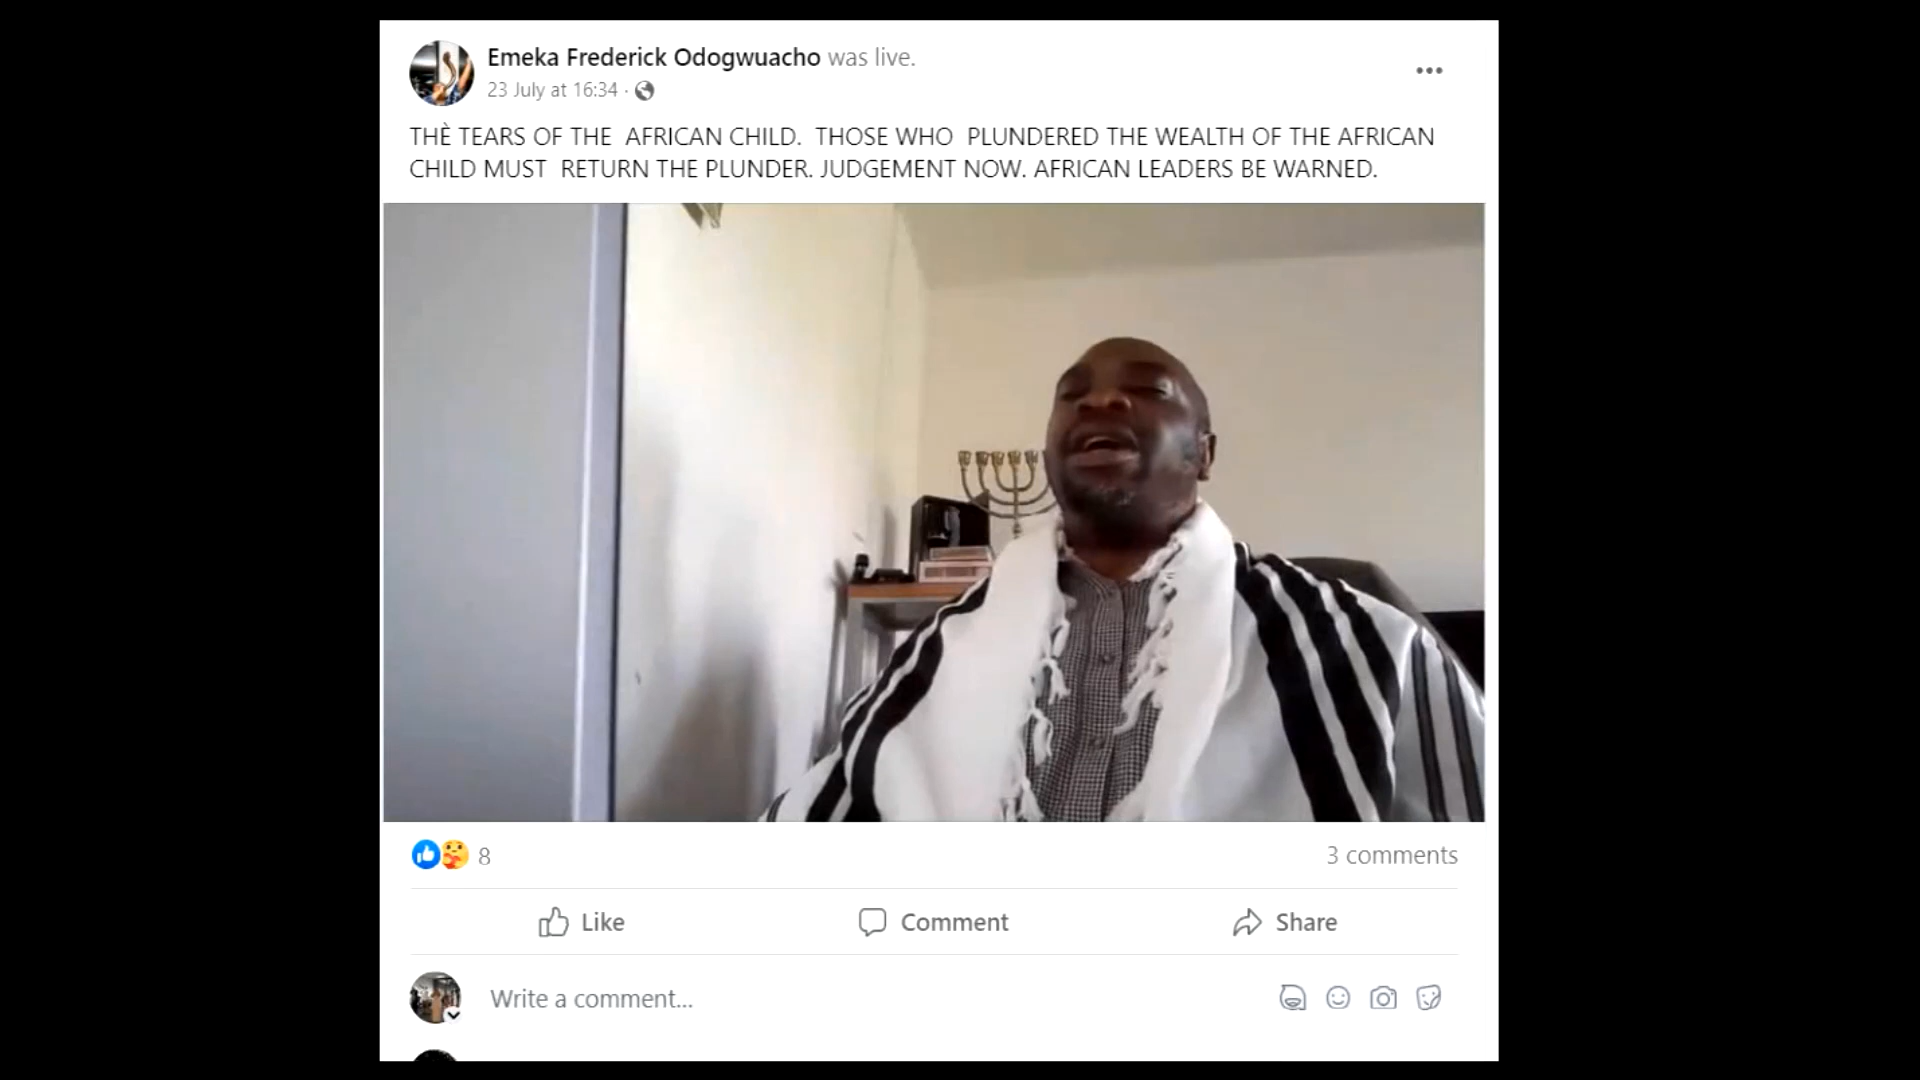 Emeka Frederick Odogwuacho was live.
23 July at 16:34 ·
THÈ TEARS OF THE AFRICAN CHILD. THOSE WHO PLUNDERED THE WEALTH OF THE AFRICAN
CHILD MUST RETURN THE PLUNDER. JUDGEMENT NOW. AFRICAN LEADERS BE WARNED.
8
3 comments
Like
Comment
Share
Write a comment...